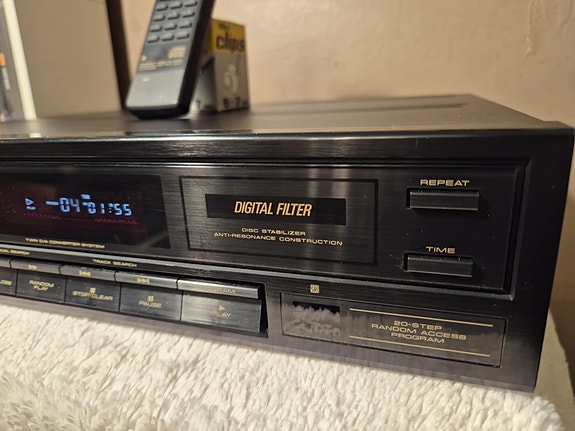 clips
-04 01:55
DIGITAL FILTER
DISC STABILIZER
ANTI-RESONANCE CONSTRUCTION
REPEAT
TIME
TWIN D/A CONVERTER SYSTEM
TRACK SEARCH
RANDOM
PLAY
STOP/CLEAR
PAUSE
PLAY
20-STEP
RANDOM ACCESS
PROGRAM